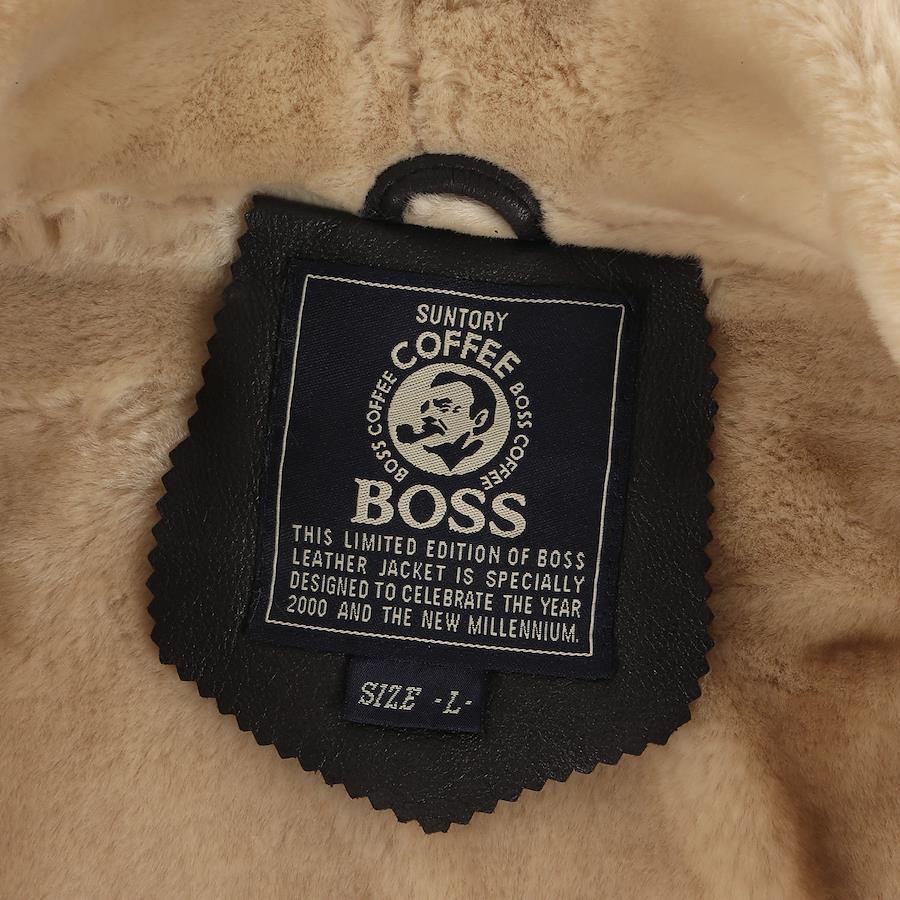 SUNTORY
COFFEE
BOSS COFFEE
BOSS COFFEE
BOSS
THIS LIMITED EDITION OF BOSS
LEATHER JACKET IS SPECIALLY
DESIGNED TO CELEBRATE THE YEAR
2000 AND THE NEW MILLENNIUM.
SIZE -L-